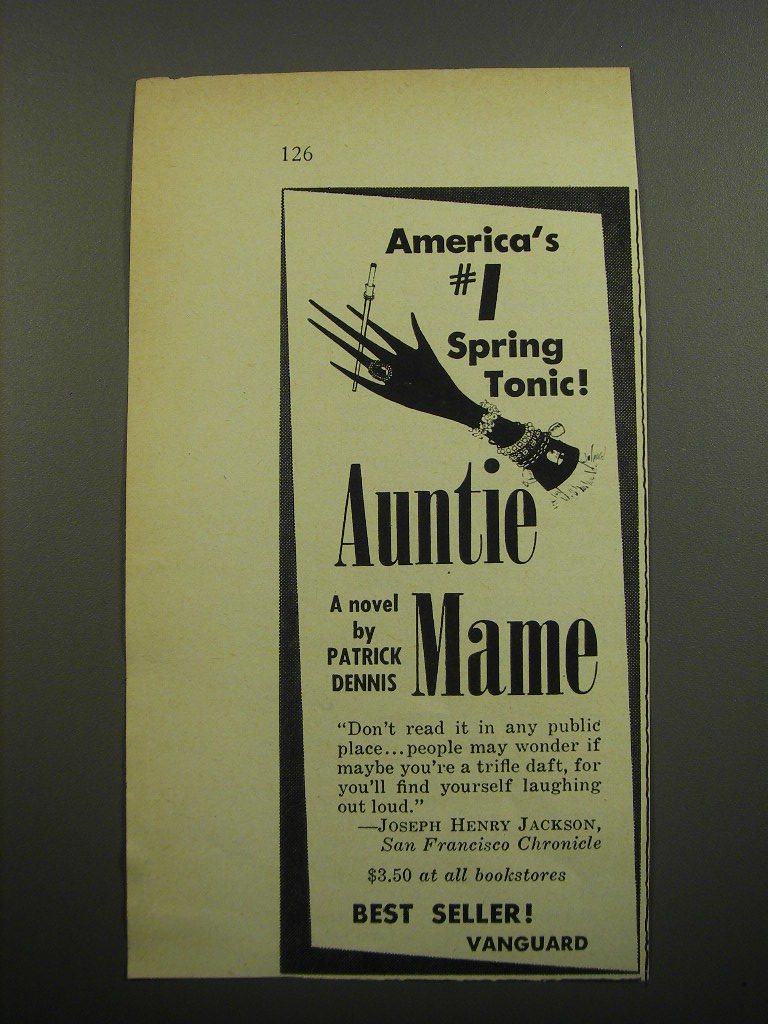 126
America's
#1
Spring
Tonic!
Auntie
Mame
A novel
by
PATRICK
DENNIS
"Don't read it in any public
place...people may wonder if
maybe you're a trifle daft, for
you'll find yourself laughing
out loud."
—JOSEPH HENRY JACKSON,
San Francisco Chronicle
$3.50 at all bookstores
BEST SELLER!
VANGUARD